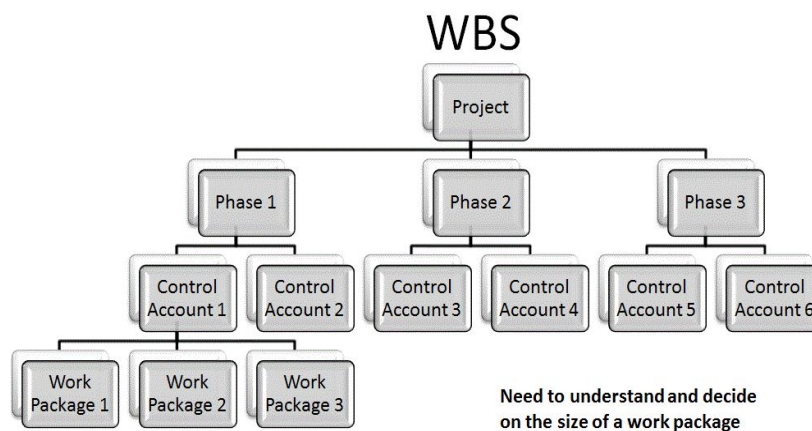 WBS
Project
Phase 1
Phase 2
Phase 3
Control
Account 1
Control
Account 2
Control
Account 3
Control
Account 4
Control
Account 5
Control
Account 6
Work
Package 1
Work
Package 2
Work
Package 3
Need to understand and decide
on the size of a work package